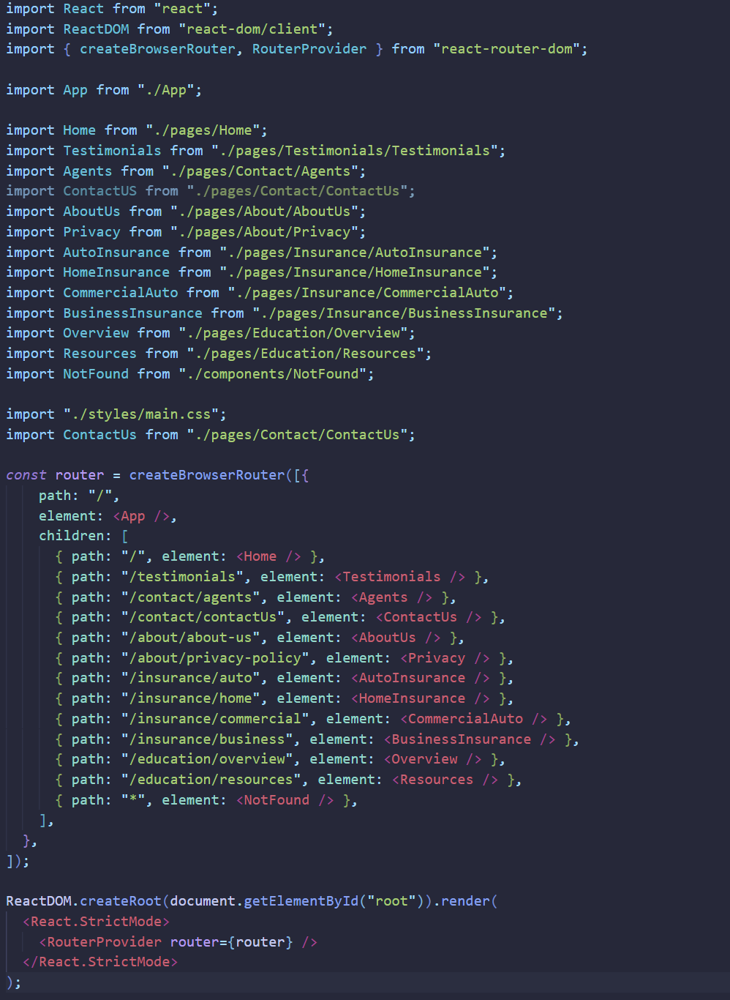 import React from "react";
import ReactDOM from "react-dom/client";
import { createBrowserRouter, RouterProvider } from "react-router-dom";

import App from "./App";

import Home from "./pages/Home";
import Testimonials from "./pages/Testimonials/Testimonials";
import Agents from "./pages/Contact/Agents";
import ContactUS from "./pages/Contact/ContactUs";
import AboutUs from "./pages/About/AboutUs";
import Privacy from "./pages/About/Privacy";
import AutoInsurance from "./pages/Insurance/AutoInsurance";
import HomeInsurance from "./pages/Insurance/HomeInsurance";
import CommercialAuto from "./pages/Insurance/CommercialAuto";
import BusinessInsurance from "./pages/Insurance/BusinessInsurance";
import Overview from "./pages/Education/Overview";
import Resources from "./pages/Education/Resources";
import NotFound from "./components/NotFound";

import "./styles/main.css";
import ContactUs from "./pages/Contact/ContactUs";

const router = createBrowserRouter([{
    path: "/",
    element: <App />,
    children: [
      { path: "/", element: <Home /> },
      { path: "/testimonials", element: <Testimonials /> },
      { path: "/contact/agents", element: <Agents /> },
      { path: "/contact/contactUs", element: <ContactUs /> },
      { path: "/about/about-us", element: <AboutUs /> },
      { path: "/about/privacy-policy", element: <Privacy /> },
      { path: "/insurance/auto", element: <AutoInsurance /> },
      { path: "/insurance/home", element: <HomeInsurance /> },
      { path: "/insurance/commercial", element: <CommercialAuto /> },
      { path: "/insurance/business", element: <BusinessInsurance /> },
      { path: "/education/overview", element: <Overview /> },
      { path: "/education/resources", element: <Resources /> },
      { path: "*", element: <NotFound /> },
    ],
  },
]);

ReactDOM.createRoot(document.getElementById("root")).render(
  <React.StrictMode>
    <RouterProvider router={router} />
  </React.StrictMode>
);